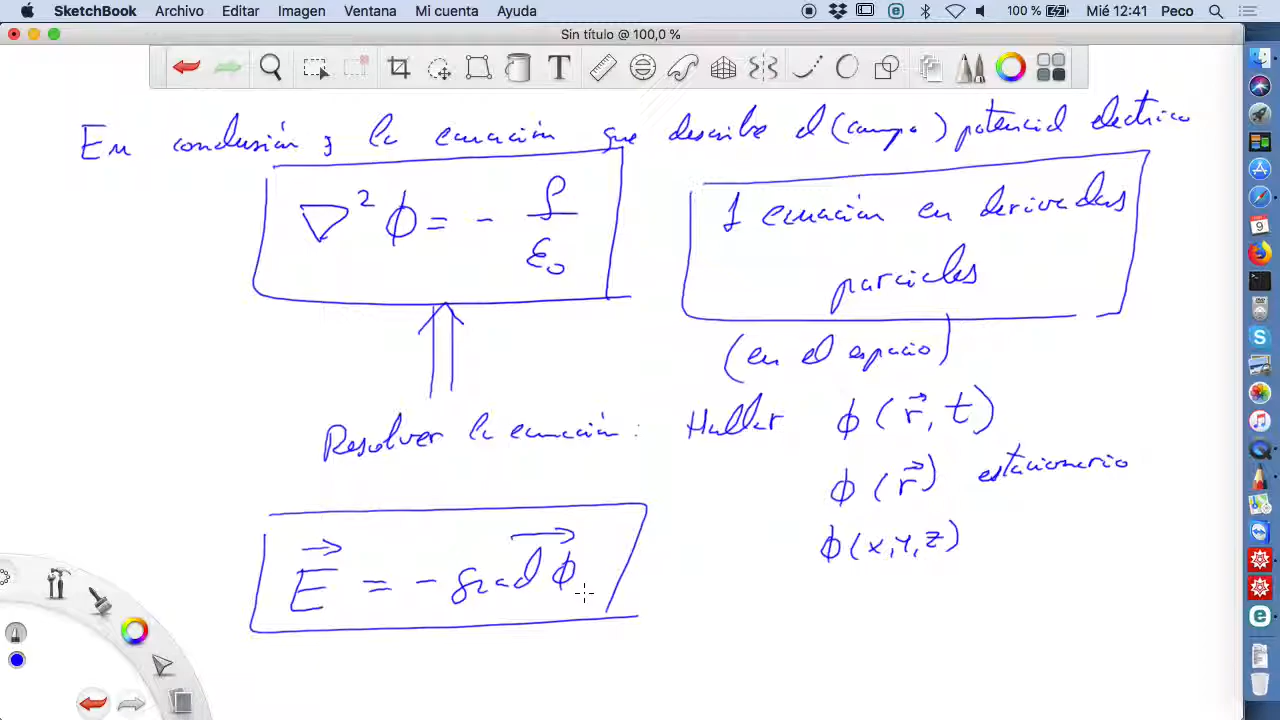 SketchBook Archivo Editar Imagen Ventana Mi cuenta Ayuda 100 % Mié 12:41 Peco
Sin título @ 100,0 %
En conclusión, la ecuación que describe el (campo) potencial electrico
∇²ϕ = - ρ/ε₀
1 ecuación en derivadas
parciales
(en el espacio)
Resolver la ecuación: Hallar ϕ(r⃗, t)
ϕ(r⃗) estacionario
ϕ(x,y,z)
E⃗ = - grad ϕ